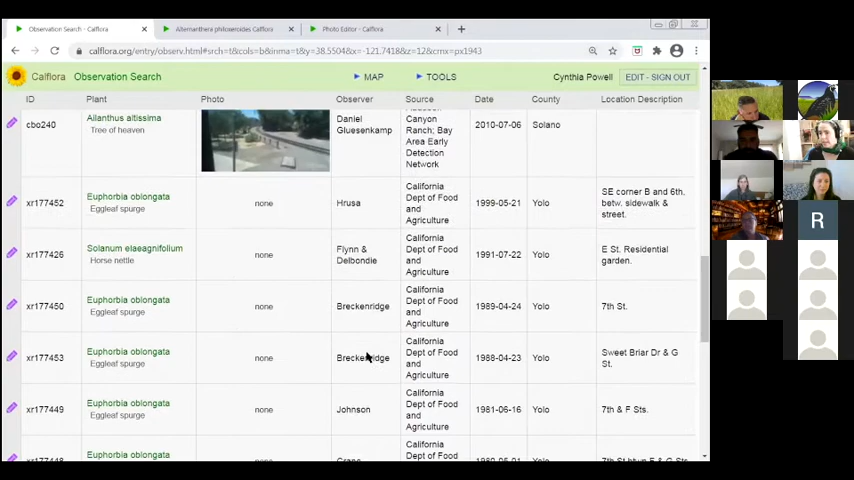 Observation Search - Calflora
Alternanthera philoxeroides Calflora
Photo Editor - Calflora
calflora.org/entry/observ.html#srch=t&cols=b&inma=t&y=38.5504&x=-121.7418&z=12&cmx=px1943
Calflora Observation Search MAP TOOLS Cynthia Powell EDIT - SIGN OUT
ID Plant Photo Observer Source Date County Location Description
cbo240
Ailanthus altissima
Tree of heaven
Daniel
Gluesenkamp
Canyon
Ranch; Bay
Area Early
Detection
Network
2010-07-06
Solano
xr177452
Euphorbia oblongata
Eggleaf spurge
none
Hrusa
California
Dept of Food
and
Agriculture
1999-05-21
Yolo
SE corner B and 6th,
betw. sidewalk &
street.
xr177426
Solanum elaeagnifolium
Horse nettle
none
Flynn &
Delbondie
California
Dept of Food
and
Agriculture
1991-07-22
Yolo
E St. Residential
garden.
xr177450
Euphorbia oblongata
Eggleaf spurge
none
Breckenridge
California
Dept of Food
and
Agriculture
1989-04-24
Yolo
7th St.
xr177453
Euphorbia oblongata
Eggleaf spurge
none
Breckenridge
California
Dept of Food
and
Agriculture
1988-04-23
Yolo
Sweet Briar Dr & G
St.
xr177449
Euphorbia oblongata
Eggleaf spurge
none
Johnson
California
Dept of Food
and
Agriculture
1981-06-16
Yolo
7th & F Sts.
Euphorbia oblongata
California
Dept of Food
R